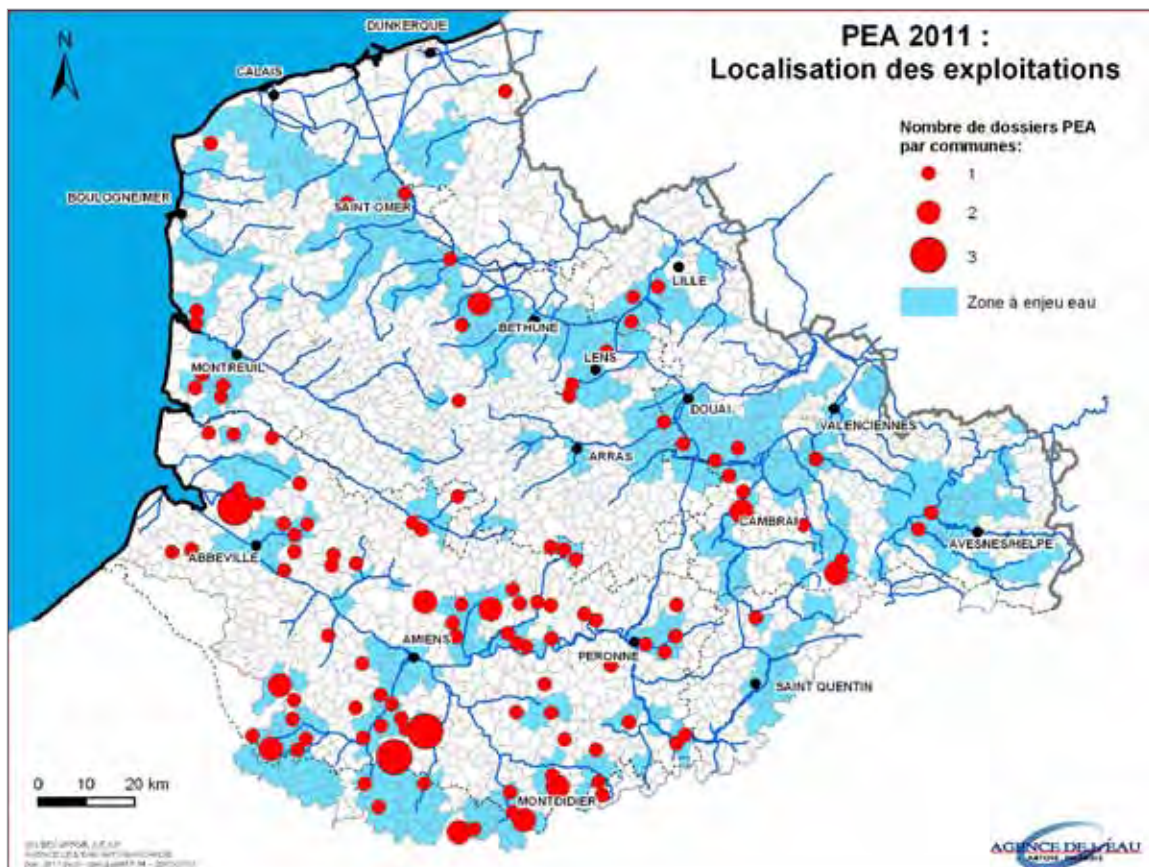 PEA 2011 :
Localisation des exploitations
N
DUNKERQUE
CALAIS
Nombre de dossiers PEA
par communes:
1
2
3
Zone à enjeu eau
BOULOGNE/MER
SAINT OMER
LILLE
BETHUNE
LENS
MONTREUIL
DOUAI
VALENCIENNES
ARRAS
CAMBRAI
AVESNES/HELPE
ABBEVILLE
AMIENS
PERONNE
SAINT QUENTIN
MONTDIDIER
0 10 20 km
AGENCE DE L'EAU